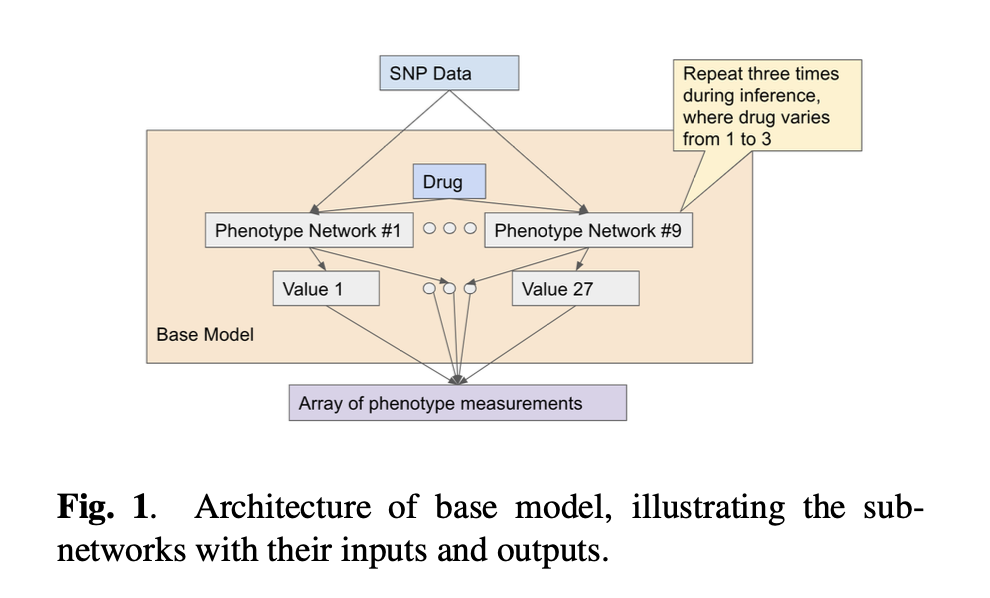 SNP Data
Repeat three times
during inference,
where drug varies
from 1 to 3
Drug
Phenotype Network #1
Phenotype Network #9
Value 1
Value 27
Base Model
Array of phenotype measurements
Fig. 1. Architecture of base model, illustrating the sub-
networks with their inputs and outputs.